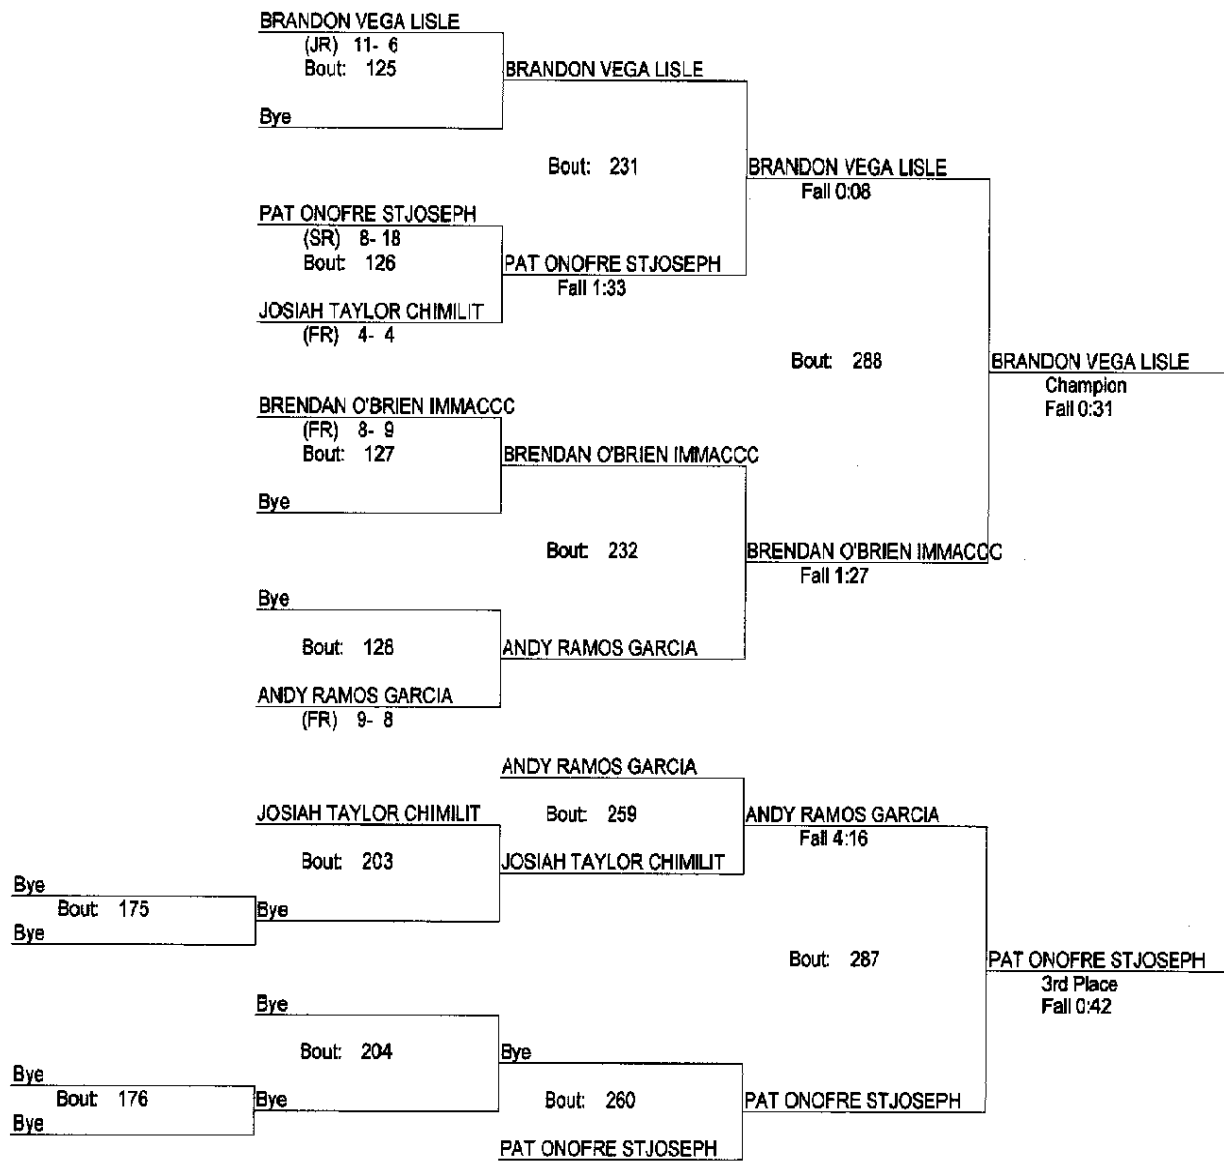 BRANDON VEGA LISLE
(JR) 11- 6
Bout: 125
BRANDON VEGA LISLE
Bye
Bout: 231
BRANDON VEGA LISLE
Fall 0:08
PAT ONOFRE STJOSEPH
(SR) 8- 18
Bout: 126
PAT ONOFRE STJOSEPH
Fall 1:33
JOSIAH TAYLOR CHIMILIT
(FR) 4- 4
Bout: 288
BRANDON VEGA LISLE
Champion
Fall 0:31
BRENDAN O'BRIEN IMMACCC
(FR) 8- 9
Bout: 127
BRENDAN O'BRIEN IMMACCC
Bye
Bout: 232
BRENDAN O'BRIEN IMMACCC
Fall 1:27
Bye
Bout: 128
ANDY RAMOS GARCIA
ANDY RAMOS GARCIA
(FR) 9- 8
ANDY RAMOS GARCIA
JOSIAH TAYLOR CHIMILIT
Bout: 259
ANDY RAMOS GARCIA
Fall 4:16
Bout: 203
JOSIAH TAYLOR CHIMILIT
Bye
Bout: 175
Bye
Bye
Bout: 287
PAT ONOFRE STJOSEPH
3rd Place
Fall 0:42
Bye
Bout: 204
Bye
Bye
Bout: 176
Bye
Bye
Bout: 260
PAT ONOFRE STJOSEPH
PAT ONOFRE STJOSEPH